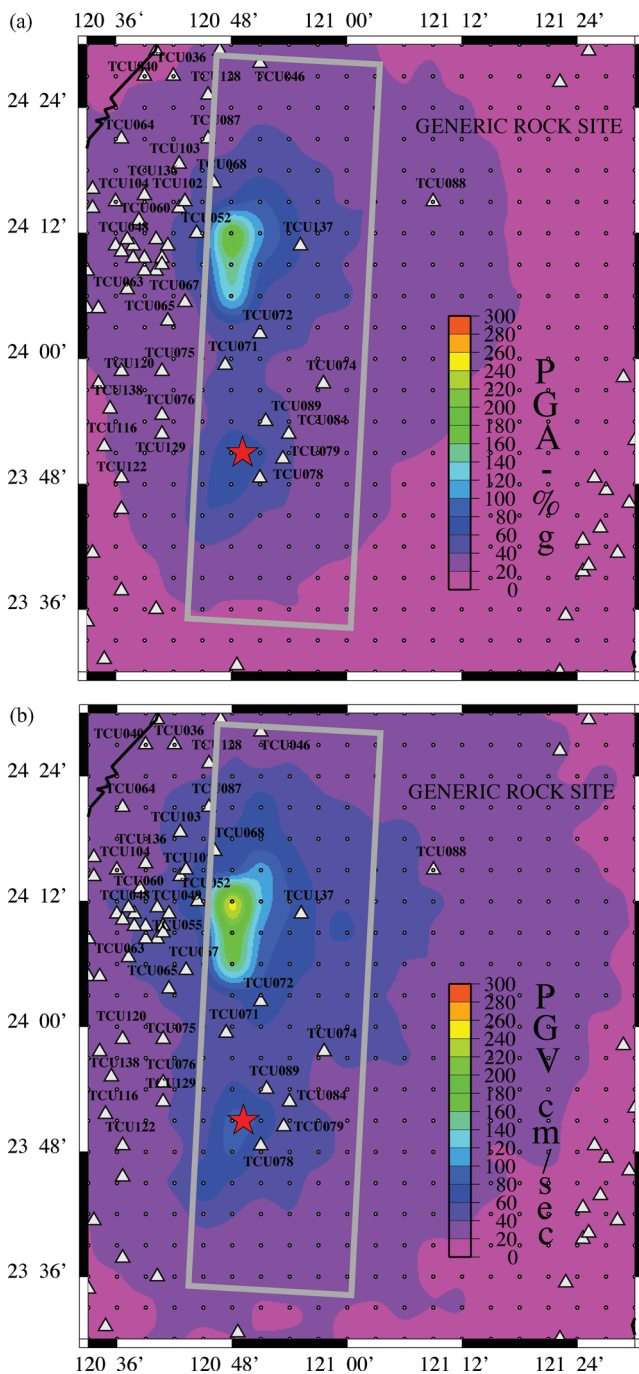 (a)
120 36‘ 120 48‘ 121 00‘ 121 12‘ 121 24‘
TCU036
TCU040
TCU046
24 24’
TCU087
TCU064
GENERIC ROCK SITE
TCU103
TCU068
TCU104 TCU102
TCU088
24 12’
TCU060
TCU052
TCU048
TCU137
TCU063
TCU067
TCU065
TCU072
24 00’
TCU075
TCU071
TCU120
TCU074
TCU138
TCU076
TCU089
TCU084
TCU116
TCU129
TCU079
TCU122
TCU078
23 48’
23 36’
300
280
260
240
220
200
180
160
140
120
100
80
60
40
20
0
PGA-%g
(b)
TCU036
TCU040
TCU046
24 24’
TCU064
TCU087
GENERIC ROCK SITE
TCU103
TCU068
TCU136
TCU104 TCU10
TCU088
24 12’
TCU060
TCU052
TCU048 TCU049
TCU137
TCU055
TCU063
TCU065
TCU072
24 00’
TCU120
TCU075
TCU071
TCU074
TCU138
TCU076
TCU089
TCU129
TCU116
TCU084
TCU122
TCU079
TCU078
23 48’
23 36’
300
280
260
240
220
200
180
160
140
120
100
80
60
40
20
0
PGV cm/sec
120 36‘ 120 48‘ 121 00‘ 121 12‘ 121 24‘